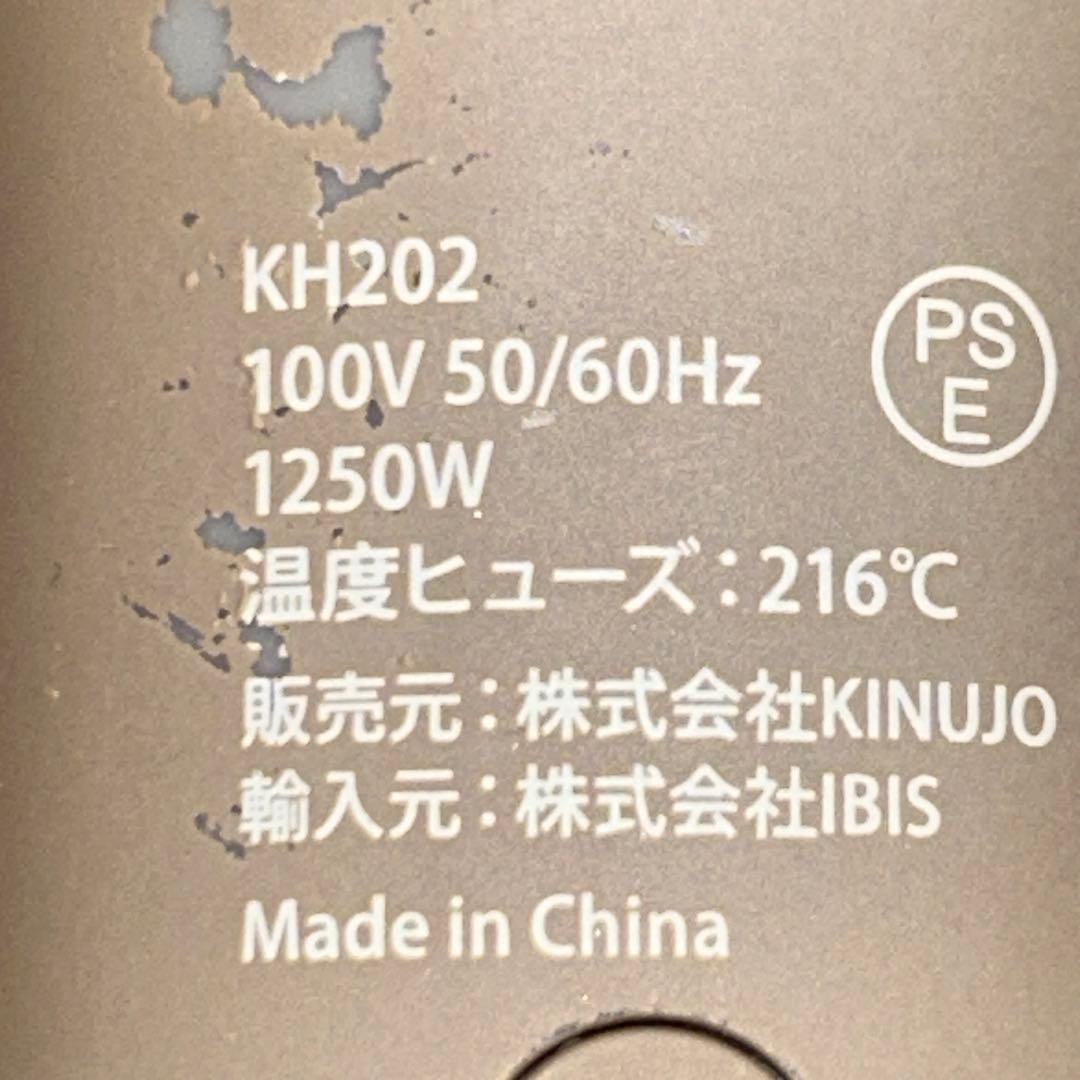 KH202
100V 50/60Hz
PS
E
1250W
温度ヒューズ：216℃
販売元：株式会社KINUJO
輸入元：株式会社IBIS
Made in China